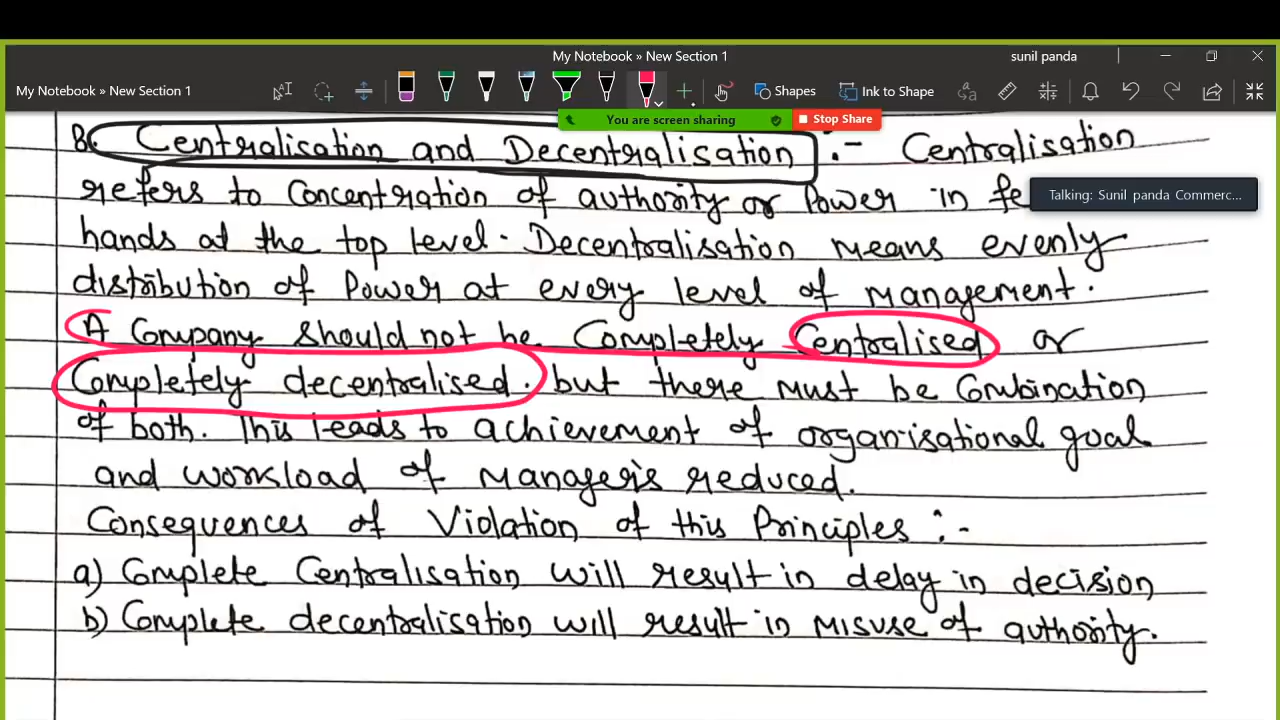 My Notebook » New Section 1
sunil panda
My Notebook » New Section 1
Shapes
Ink to Shape
You are screen sharing
Stop Share
8. Centralisation and Decentralisation :- Centralisation
refers to Concentration of authority or Power in
Talking: Sunil panda Commerc...
hands at the top level. Decentralisation means evenly
distribution of Power at every level of management.
A Company should not be Completely Centralised or
Completely decentralised. but there must be Combination
of both. This leads to achievement of organisational goal
and workload of Manager is reduced.
Consequences of Violation of this Principles :-
a) Complete Centralisation will result in delay in decision
b) Complete decentralisation will result in misuse of authority.